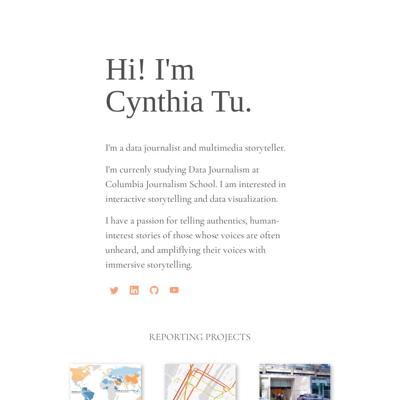 Hi! I'm
Cynthia Tu.
I'm a data journalist and multimedia storyteller.
I'm currenly studying Data Journalism at
Columbia Journalism School. I am interested in
interactive storytelling and data visualization.
I have a passion for telling authentics, human-
interest stories of those whose voices are often
unheard, and ampliflying their voices with
immersive storytelling.
REPORTING PROJECTS